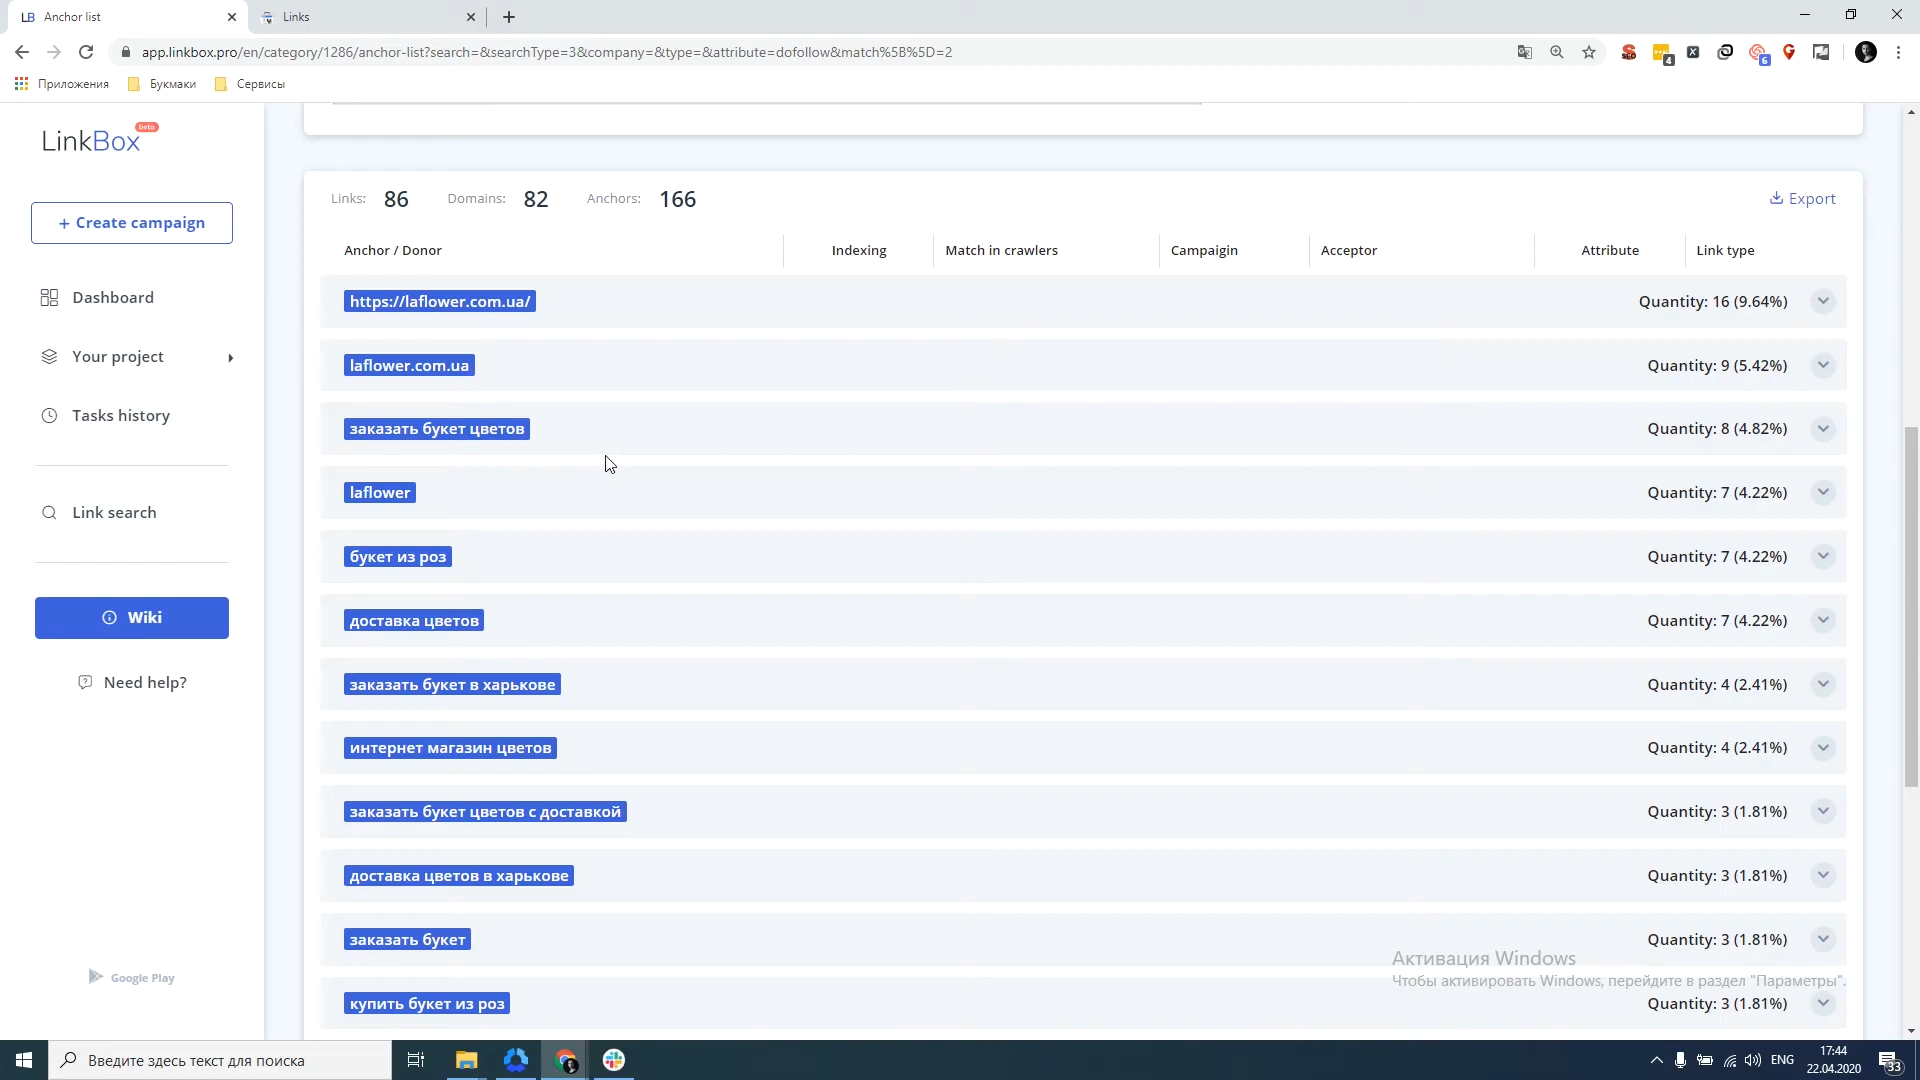 LB Anchor list
Links
app.linkbox.pro/en/category/1286/anchor-list?search=&searchType=3&company=&type=&attribute=dofollow&match%5B%5D=2
4
6
Приложения
Букмаки
Сервисы
LinkBox beta
+ Create campaign
Dashboard
Your project
Tasks history
Link search
Wiki
Need help?
Google Play
Links: 86 Domains: 82 Anchors: 166
Export
Anchor / Donor Indexing Match in crawlers Campaigin Acceptor Attribute Link type
https://laflower.com.ua/ Quantity: 16 (9.64%)
laflower.com.ua Quantity: 9 (5.42%)
заказать букет цветов Quantity: 8 (4.82%)
laflower Quantity: 7 (4.22%)
букет из роз Quantity: 7 (4.22%)
доставка цветов Quantity: 7 (4.22%)
заказать букет в харькове Quantity: 4 (2.41%)
интернет магазин цветов Quantity: 4 (2.41%)
заказать букет цветов с доставкой Quantity: 3 (1.81%)
доставка цветов в харькове Quantity: 3 (1.81%)
заказать букет Quantity: 3 (1.81%)
Активация Windows
Чтобы активировать Windows, перейдите в раздел "Параметры".
купить букет из роз Quantity: 3 (1.81%)
Введите здесь текст для поиска
ENG
17:44
22.04.2020
33